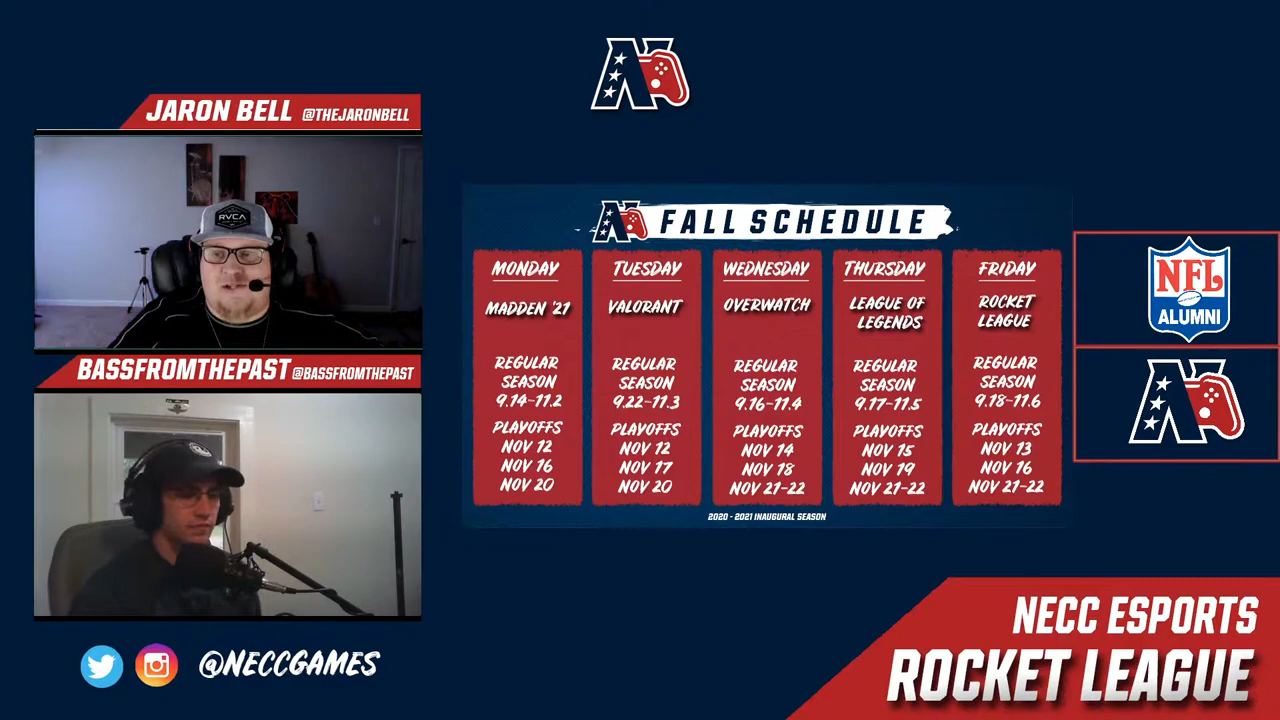 JARON BELL @THEJARONBELL
RVCA
BASSFROMTHEPAST @BASSFROMTHEPAST
@NECCGAMES
FALL SCHEDULE
MONDAY
MADDEN '21
REGULAR
SEASON
9.14-11.2
PLAYOFFS
NOV 12
NOV 16
NOV 20
TUESDAY
VALORANT
REGULAR
SEASON
9.22-11.3
PLAYOFFS
NOV 12
NOV 17
NOV 20
WEDNESDAY
OVERWATCH
REGULAR
SEASON
9.16-11.4
PLAYOFFS
NOV 14
NOV 18
NOV 21-22
THURSDAY
LEAGUE OF
LEGENDS
REGULAR
SEASON
9.17-11.5
PLAYOFFS
NOV 15
NOV 19
NOV 21-22
FRIDAY
ROCKET
LEAGUE
REGULAR
SEASON
9.18-11.6
PLAYOFFS
NOV 13
NOV 16
NOV 21-22
2020 - 2021 INAUGURAL SEASON
NFL
ALUMNI
NECC ESPORTS
ROCKET LEAGUE